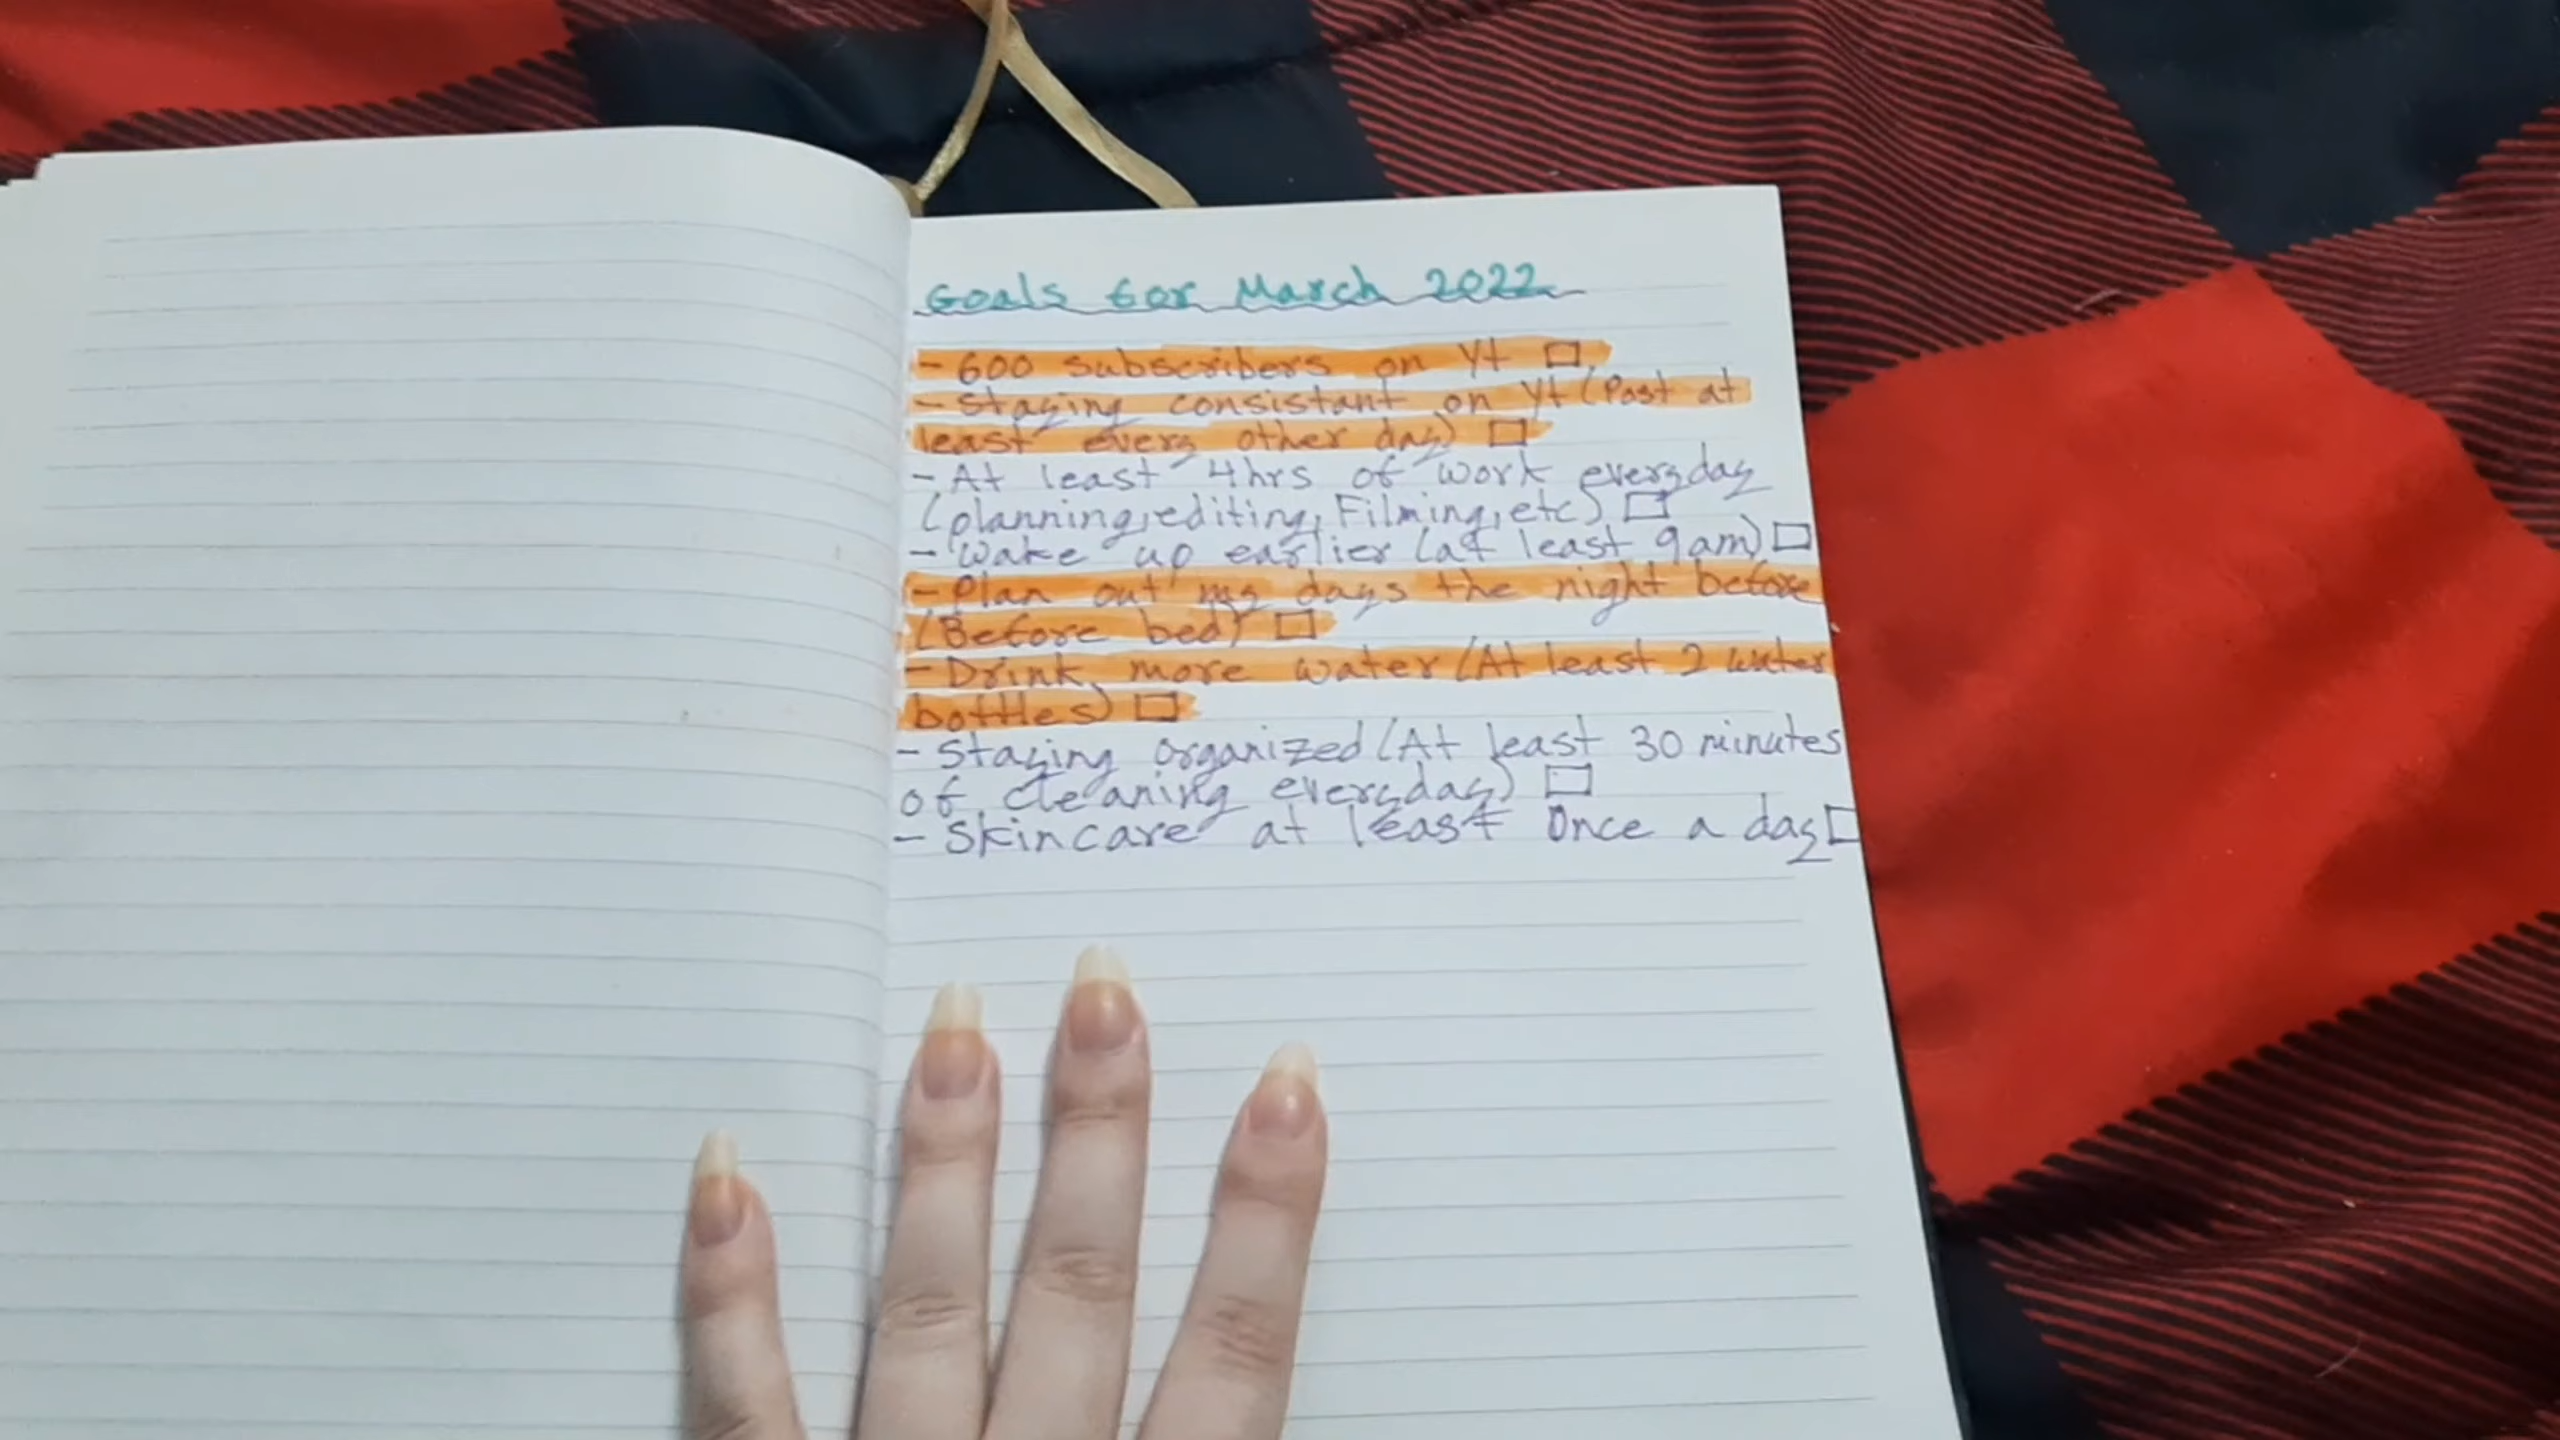 Goals for March 2022
- 600 subscribers on Yt □
- Staying consistant on Yt (Post at
least every other day) □
- At least 4hrs of work everyday
(planning, editing, Filming, etc) □
- Wake up earlier (at least 9am) □
- Plan out my days the night before
(Before bed) □
- Drink more water (At least 2 water
bottles) □
- Staying organized (At least 30 minutes
of cleaning everyday) □
- Skincare at least Once a day □